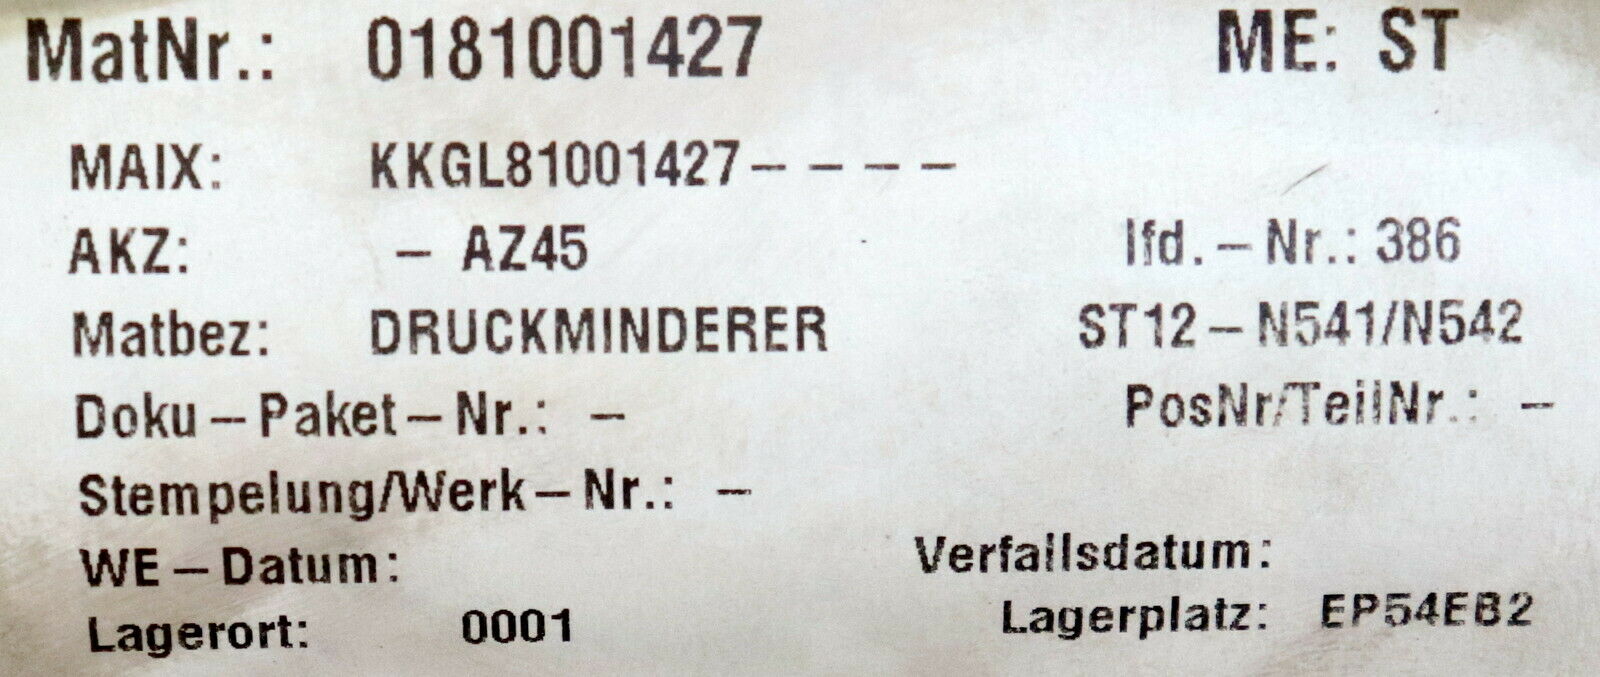 MatNr.: 0181001427 ME: ST
MAIX: KKGL81001427- - - -
AKZ: - AZ45 lfd.-Nr.: 386
Matbez: DRUCKMINDERER ST12-N541/N542
Doku-Paket-Nr.: - PosNr/TeilNr.: -
Stempelung/Werk-Nr.: -
WE-Datum: Verfallsdatum:
Lagerort: 0001 Lagerplatz: EP54EB2